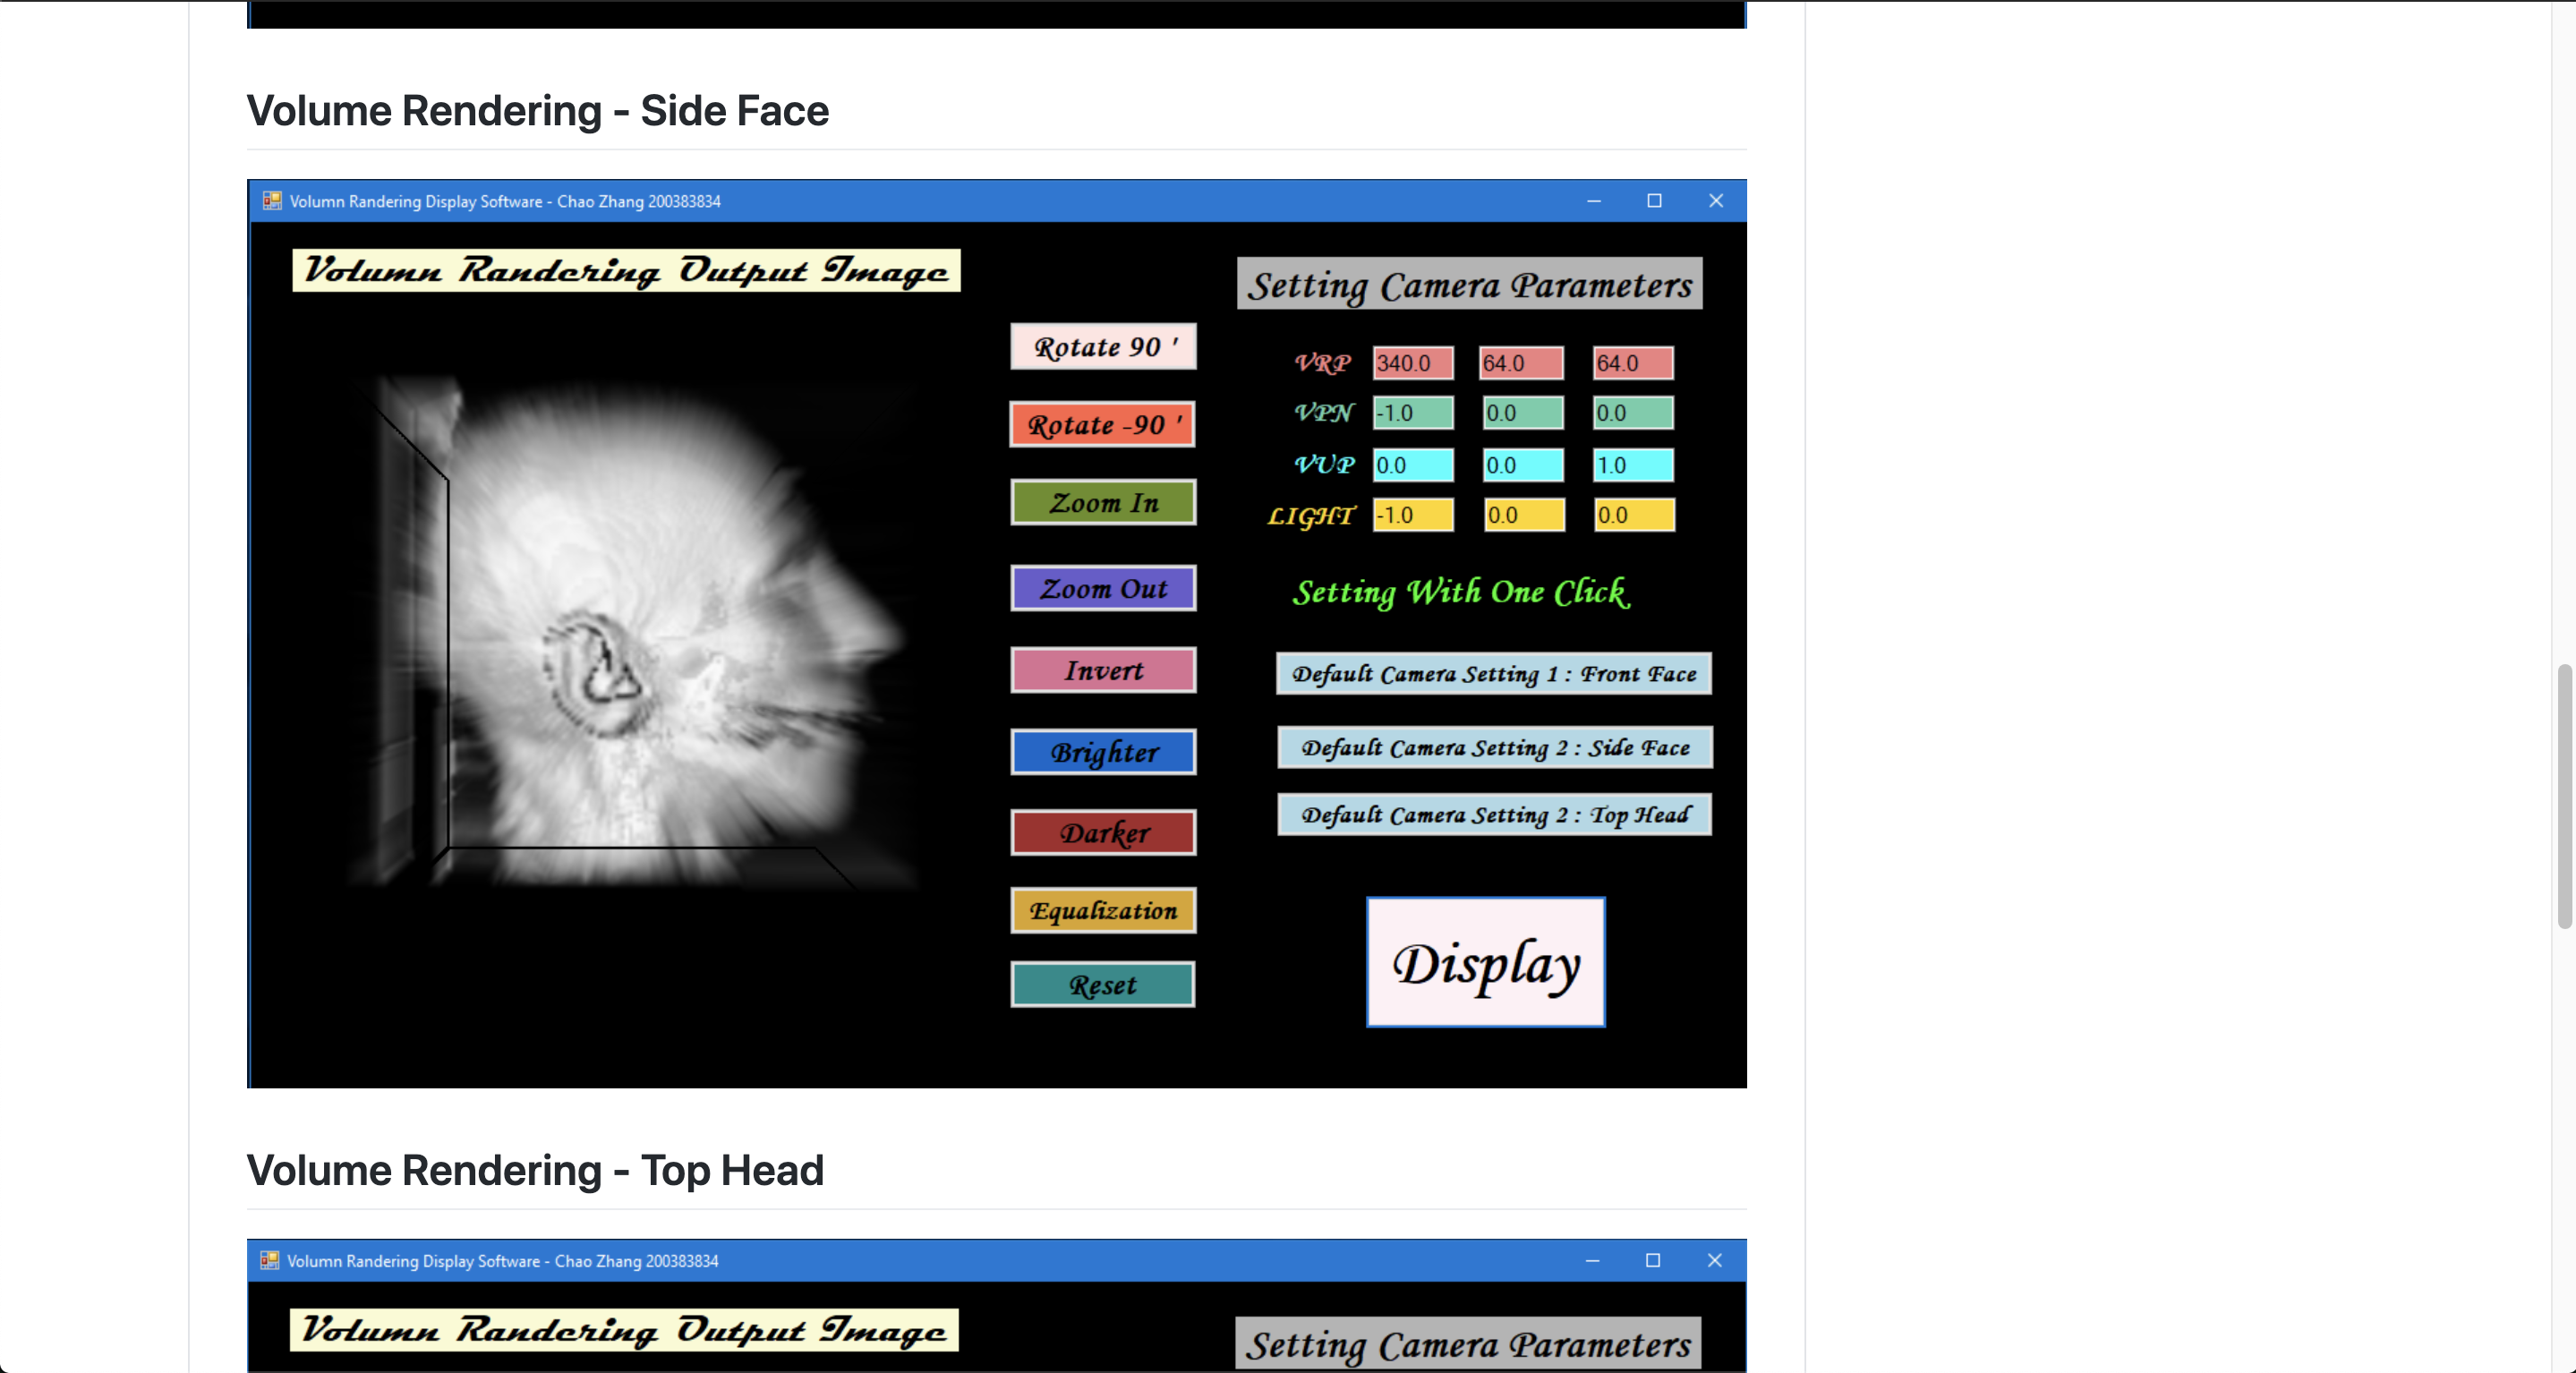 Volume Rendering - Side Face
Volumn Randering Display Software - Chao Zhang 200383834
Volumn Randering Output Image
Setting Camera Parameters
Rotate 90 '
VRP 340.0 64.0 64.0
Rotate -90 '
VPN -1.0 0.0 0.0
VUP 0.0 0.0 1.0
Zoom In
LIGHT -1.0 0.0 0.0
Zoom Out
Setting With One Click
Invert
Default Camera Setting 1 : Front Face
Brighter
Default Camera Setting 2 : Side Face
Darker
Default Camera Setting 2 : Top Head
Equalization
Display
Reset
Volume Rendering - Top Head
Volumn Randering Display Software - Chao Zhang 200383834
Volumn Randering Output Image
Setting Camera Parameters